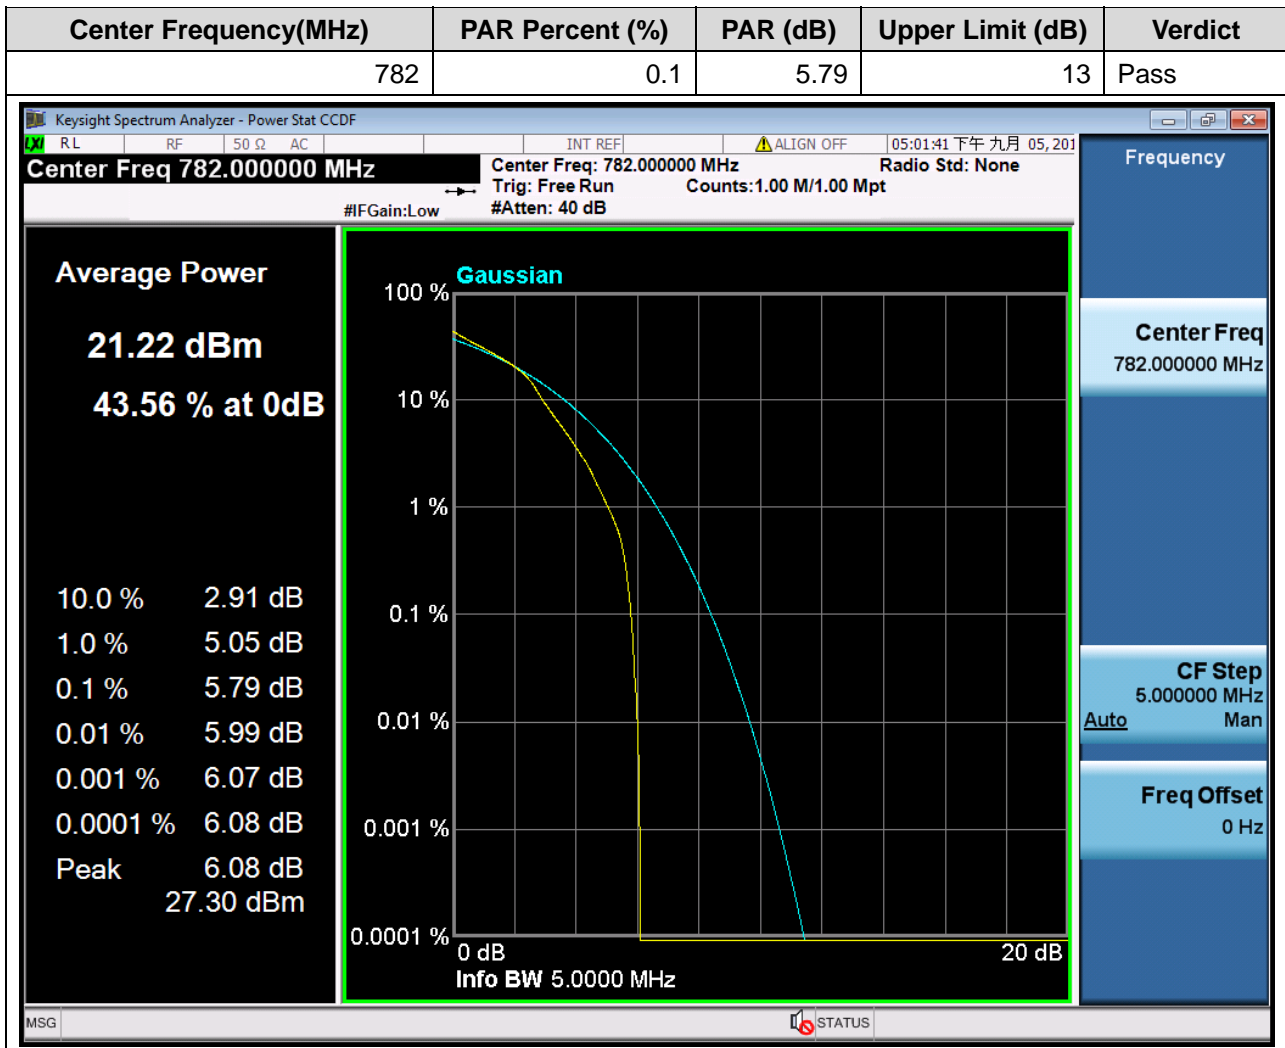 Center Frequency(MHz) PAR Percent (%) PAR (dB) Upper Limit (dB) Verdict
782 0.1 5.79 13 Pass
Keysight Spectrum Analyzer - Power Stat CCDF
LXI RL RF 50 Ω AC INT REF ALIGN OFF 05:01:41 下午 九月 05, 201
Center Freq 782.000000 MHz
Center Freq: 782.000000 MHz Radio Std: None
Trig: Free Run Counts:1.00 M/1.00 Mpt
#IFGain:Low #Atten: 40 dB
Average Power
21.22 dBm
43.56 % at 0dB
10.0 % 2.91 dB
1.0 % 5.05 dB
0.1 % 5.79 dB
0.01 % 5.99 dB
0.001 % 6.07 dB
0.0001 % 6.08 dB
Peak 6.08 dB
27.30 dBm
Gaussian
100 %
10 %
1 %
0.1 %
0.01 %
0.001 %
0.0001 %
0 dB 20 dB
Info BW 5.0000 MHz
Frequency
Center Freq
782.000000 MHz
CF Step
5.000000 MHz
Auto Man
Freq Offset
0 Hz
MSG STATUS